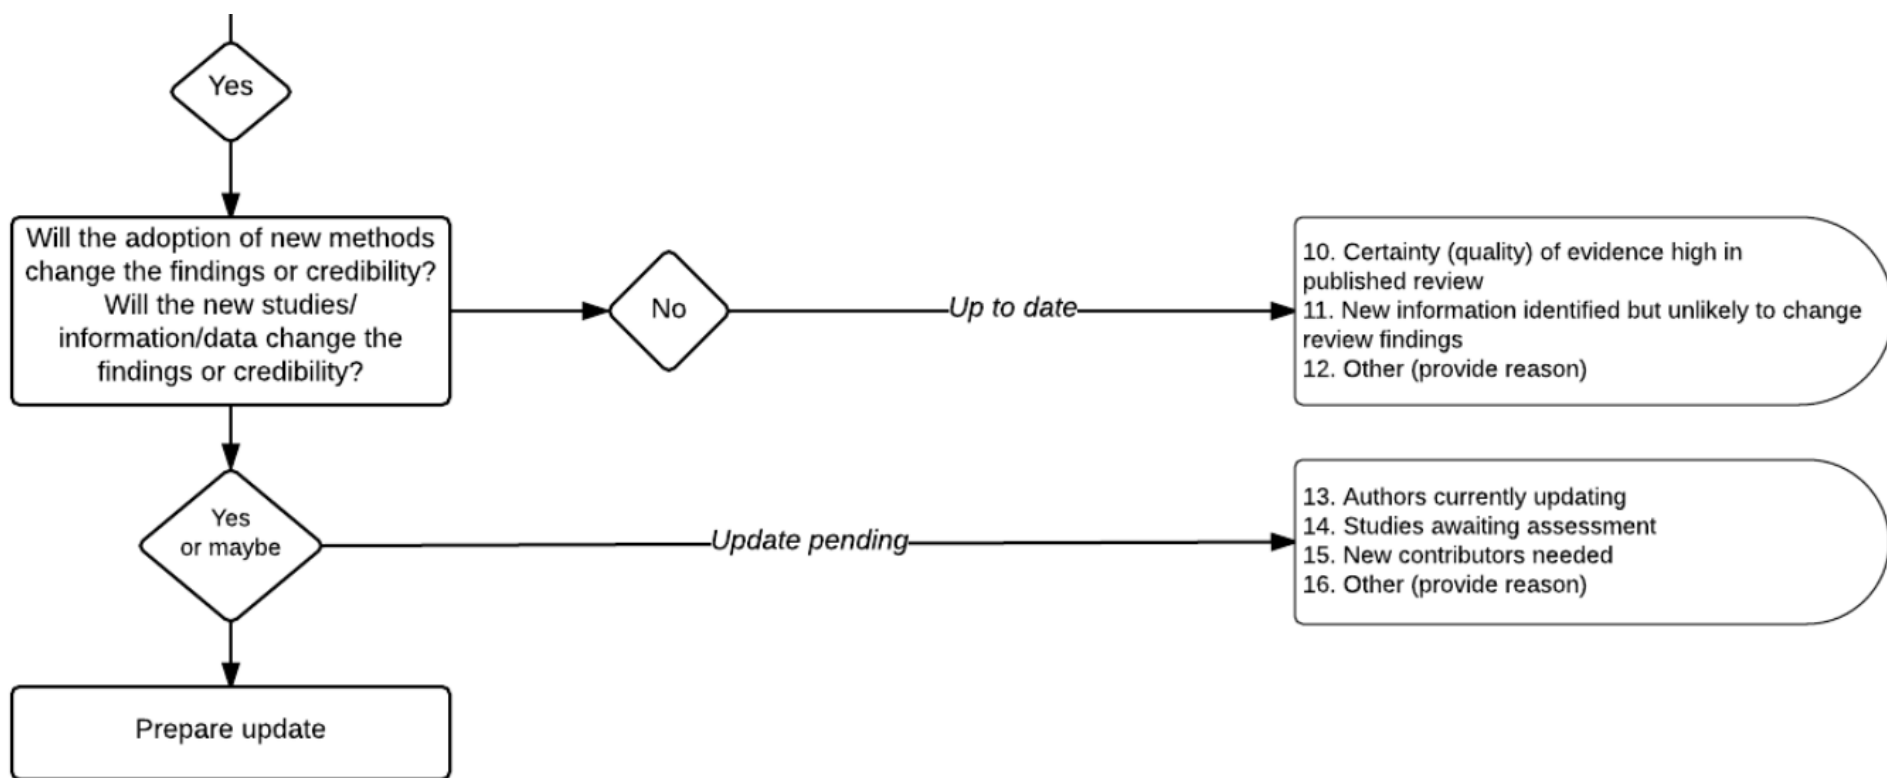 Yes
Will the adoption of new methods
change the findings or credibility?
Will the new studies/
information/data change the
findings or credibility?
No
Up to date
10. Certainty (quality) of evidence high in
published review
11. New information identified but unlikely to change
review findings
12. Other (provide reason)
Yes
or maybe
Update pending
13. Authors currently updating
14. Studies awaiting assessment
15. New contributors needed
16. Other (provide reason)
Prepare update